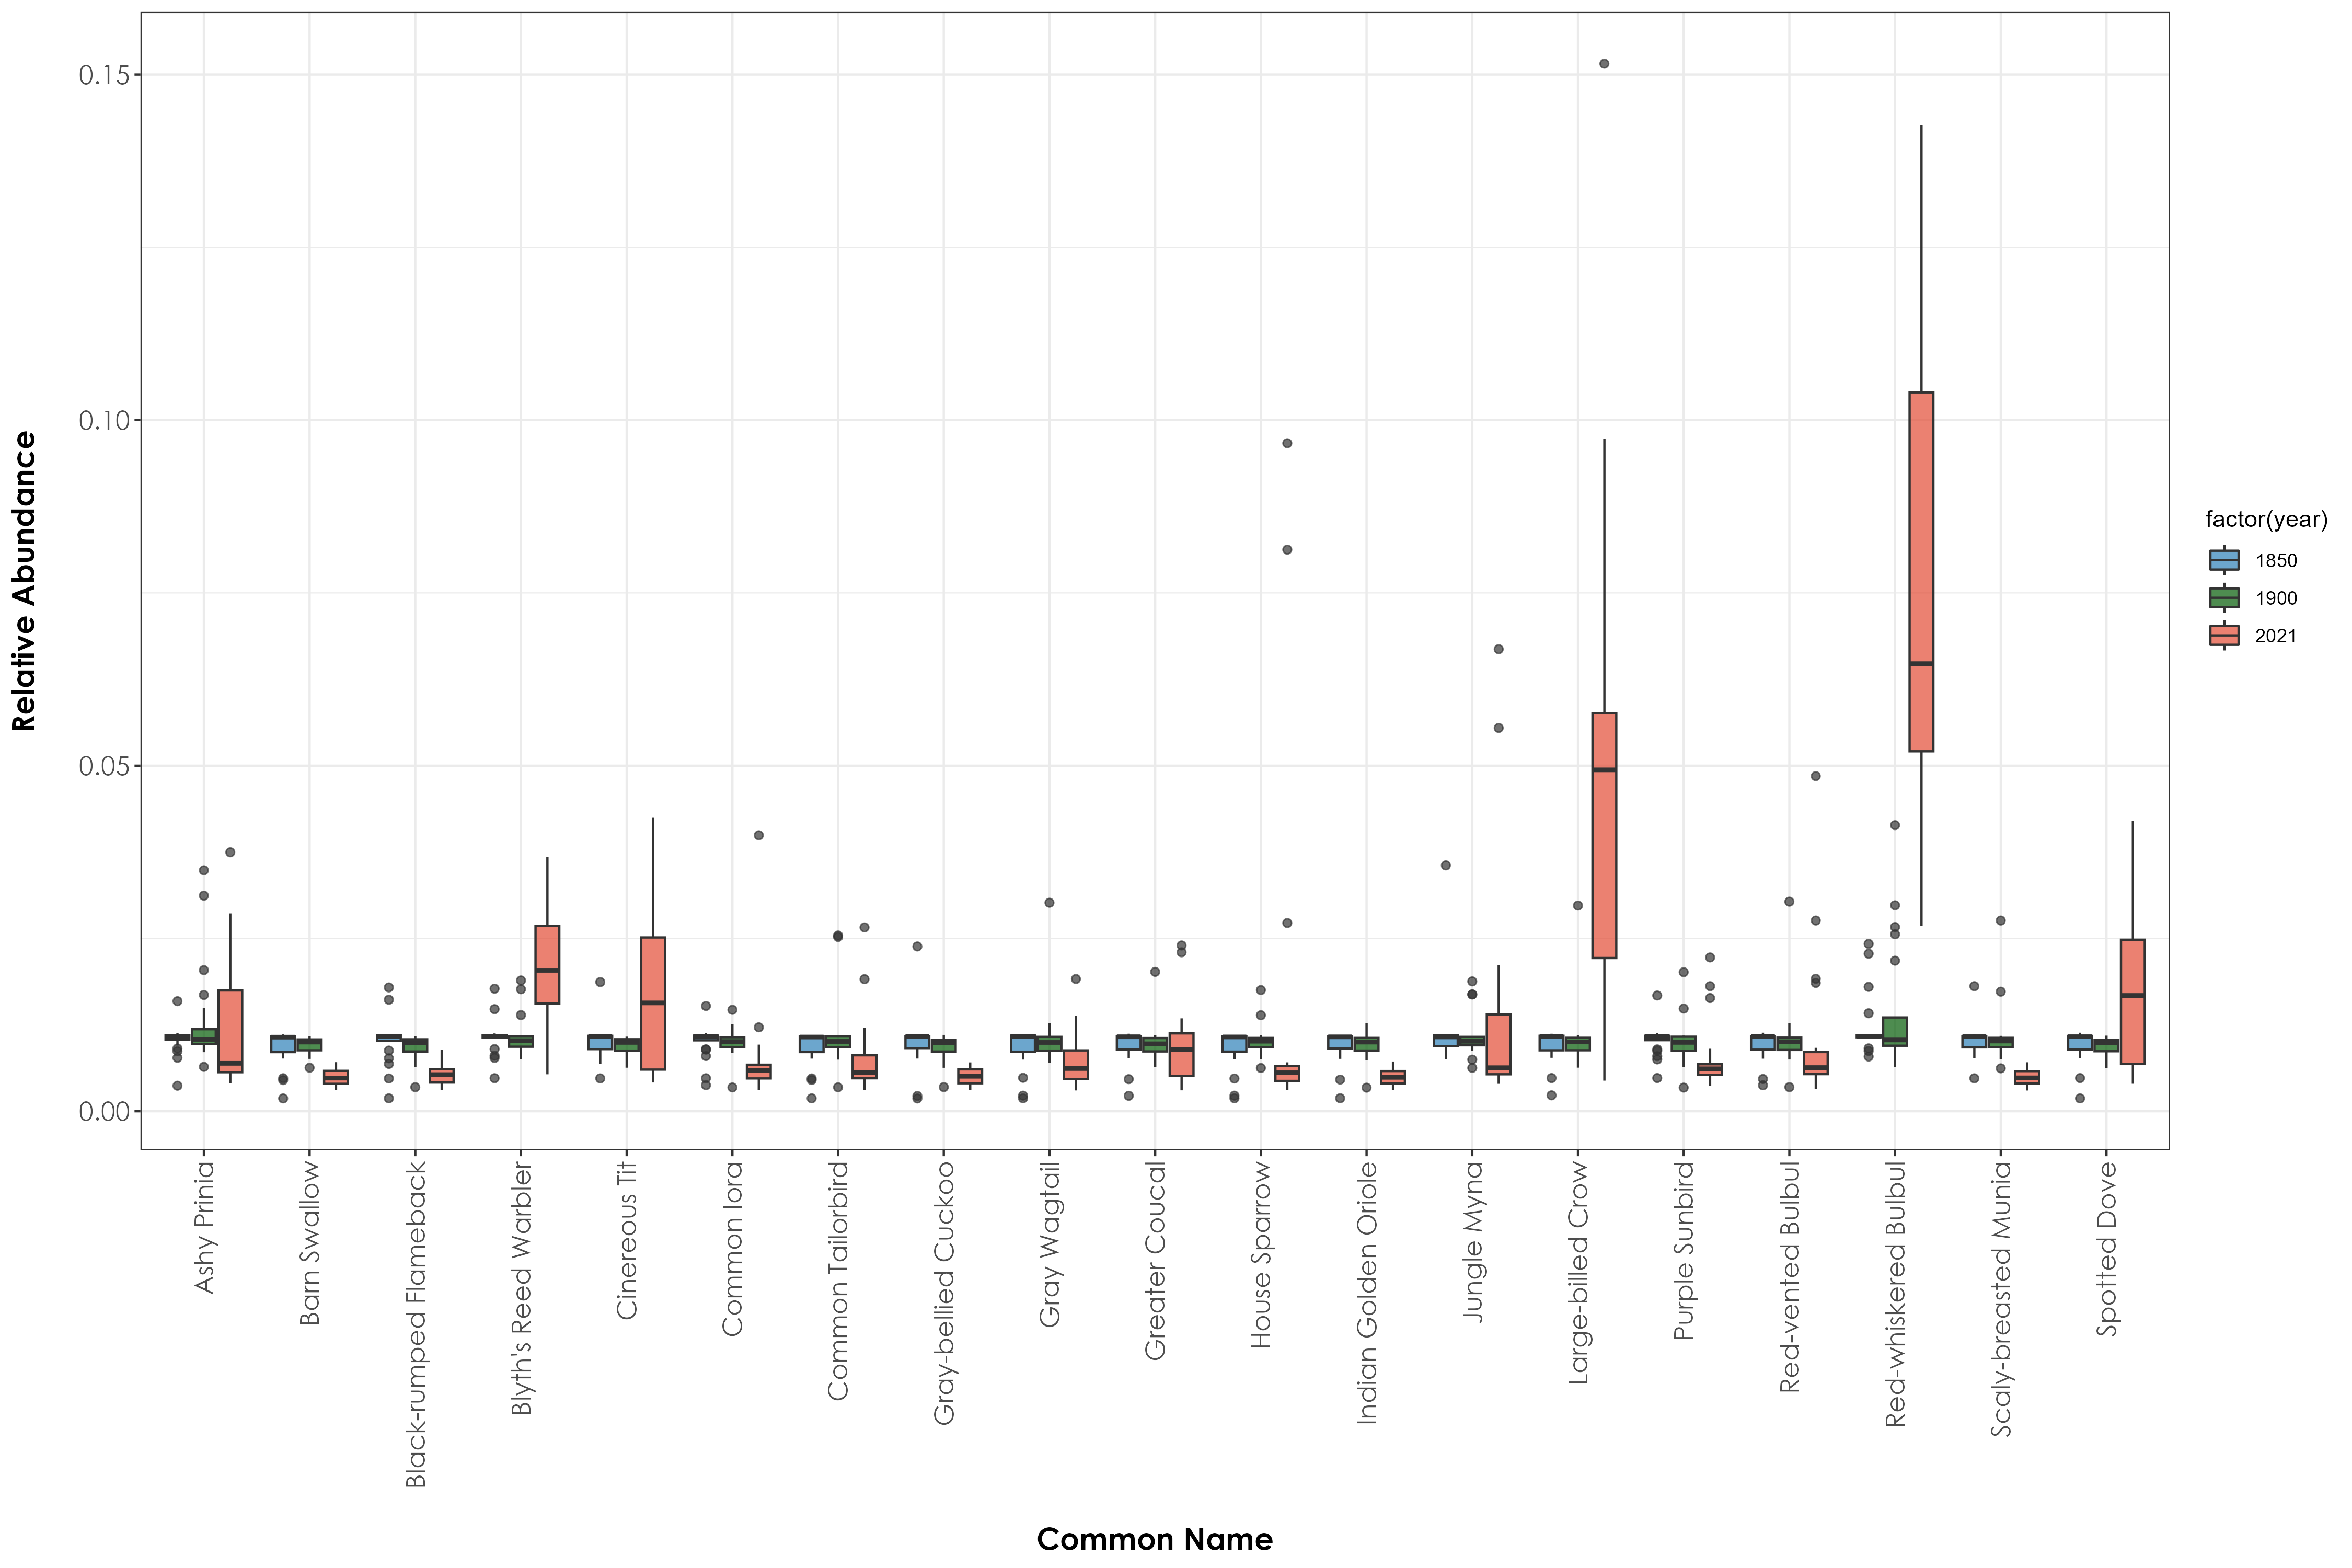 0.15
0.10
0.05
0.00
Relative Abundance
Ashy Prinia
Barn Swallow
Black-rumped Flameback
Blyth's Reed Warbler
Cinereous Tit
Common Iora
Common Tailorbird
Gray-bellied Cuckoo
Gray Wagtail
Greater Coucal
House Sparrow
Indian Golden Oriole
Jungle Myna
Large-billed Crow
Purple Sunbird
Red-vented Bulbul
Red-whiskered Bulbul
Scaly-breasted Munia
Spotted Dove
Common Name
factor(year)
1850
1900
2021